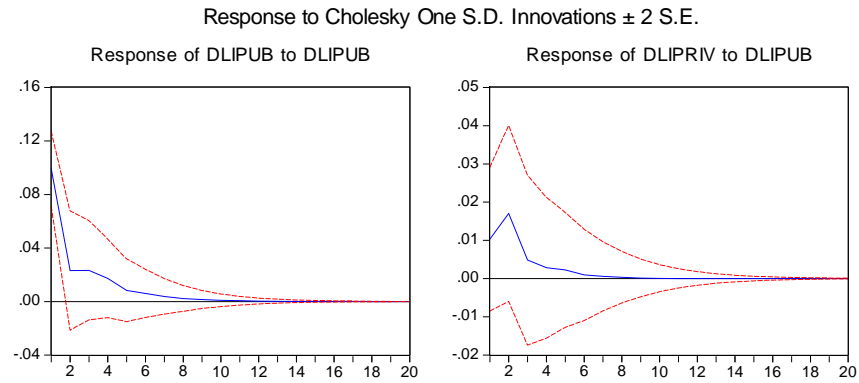 Response to Cholesky One S.D. Innovations ± 2 S.E.
Response of DLIPUB to DLIPUB
.16
.12
.08
.04
.00
-.04
2 4 6 8 10 12 14 16 18 20
Response of DLIPRIV to DLIPUB
.05
.04
.03
.02
.01
.00
-.01
-.02
2 4 6 8 10 12 14 16 18 20